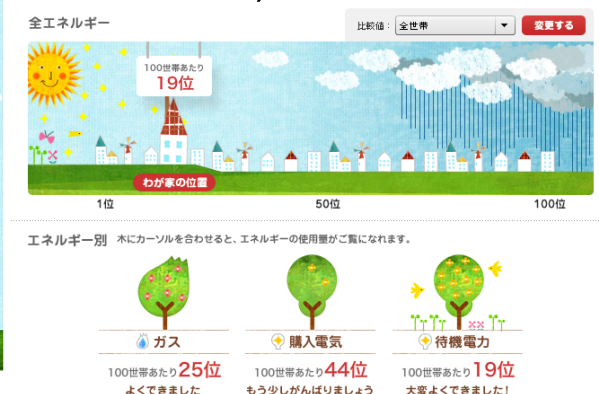 全エネルギー
比較値： 全世帯 変更する
100世帯あたり
19位
わが家の位置
1位 50位 100位
エネルギー別 木にカーソルを合わせると、エネルギーの使用量がご覧になれます。
ガス 購入電気 待機電力
100世帯あたり25位 100世帯あたり44位 100世帯あたり19位
よくできました もう少しがんばりましょう 大変よくできました!